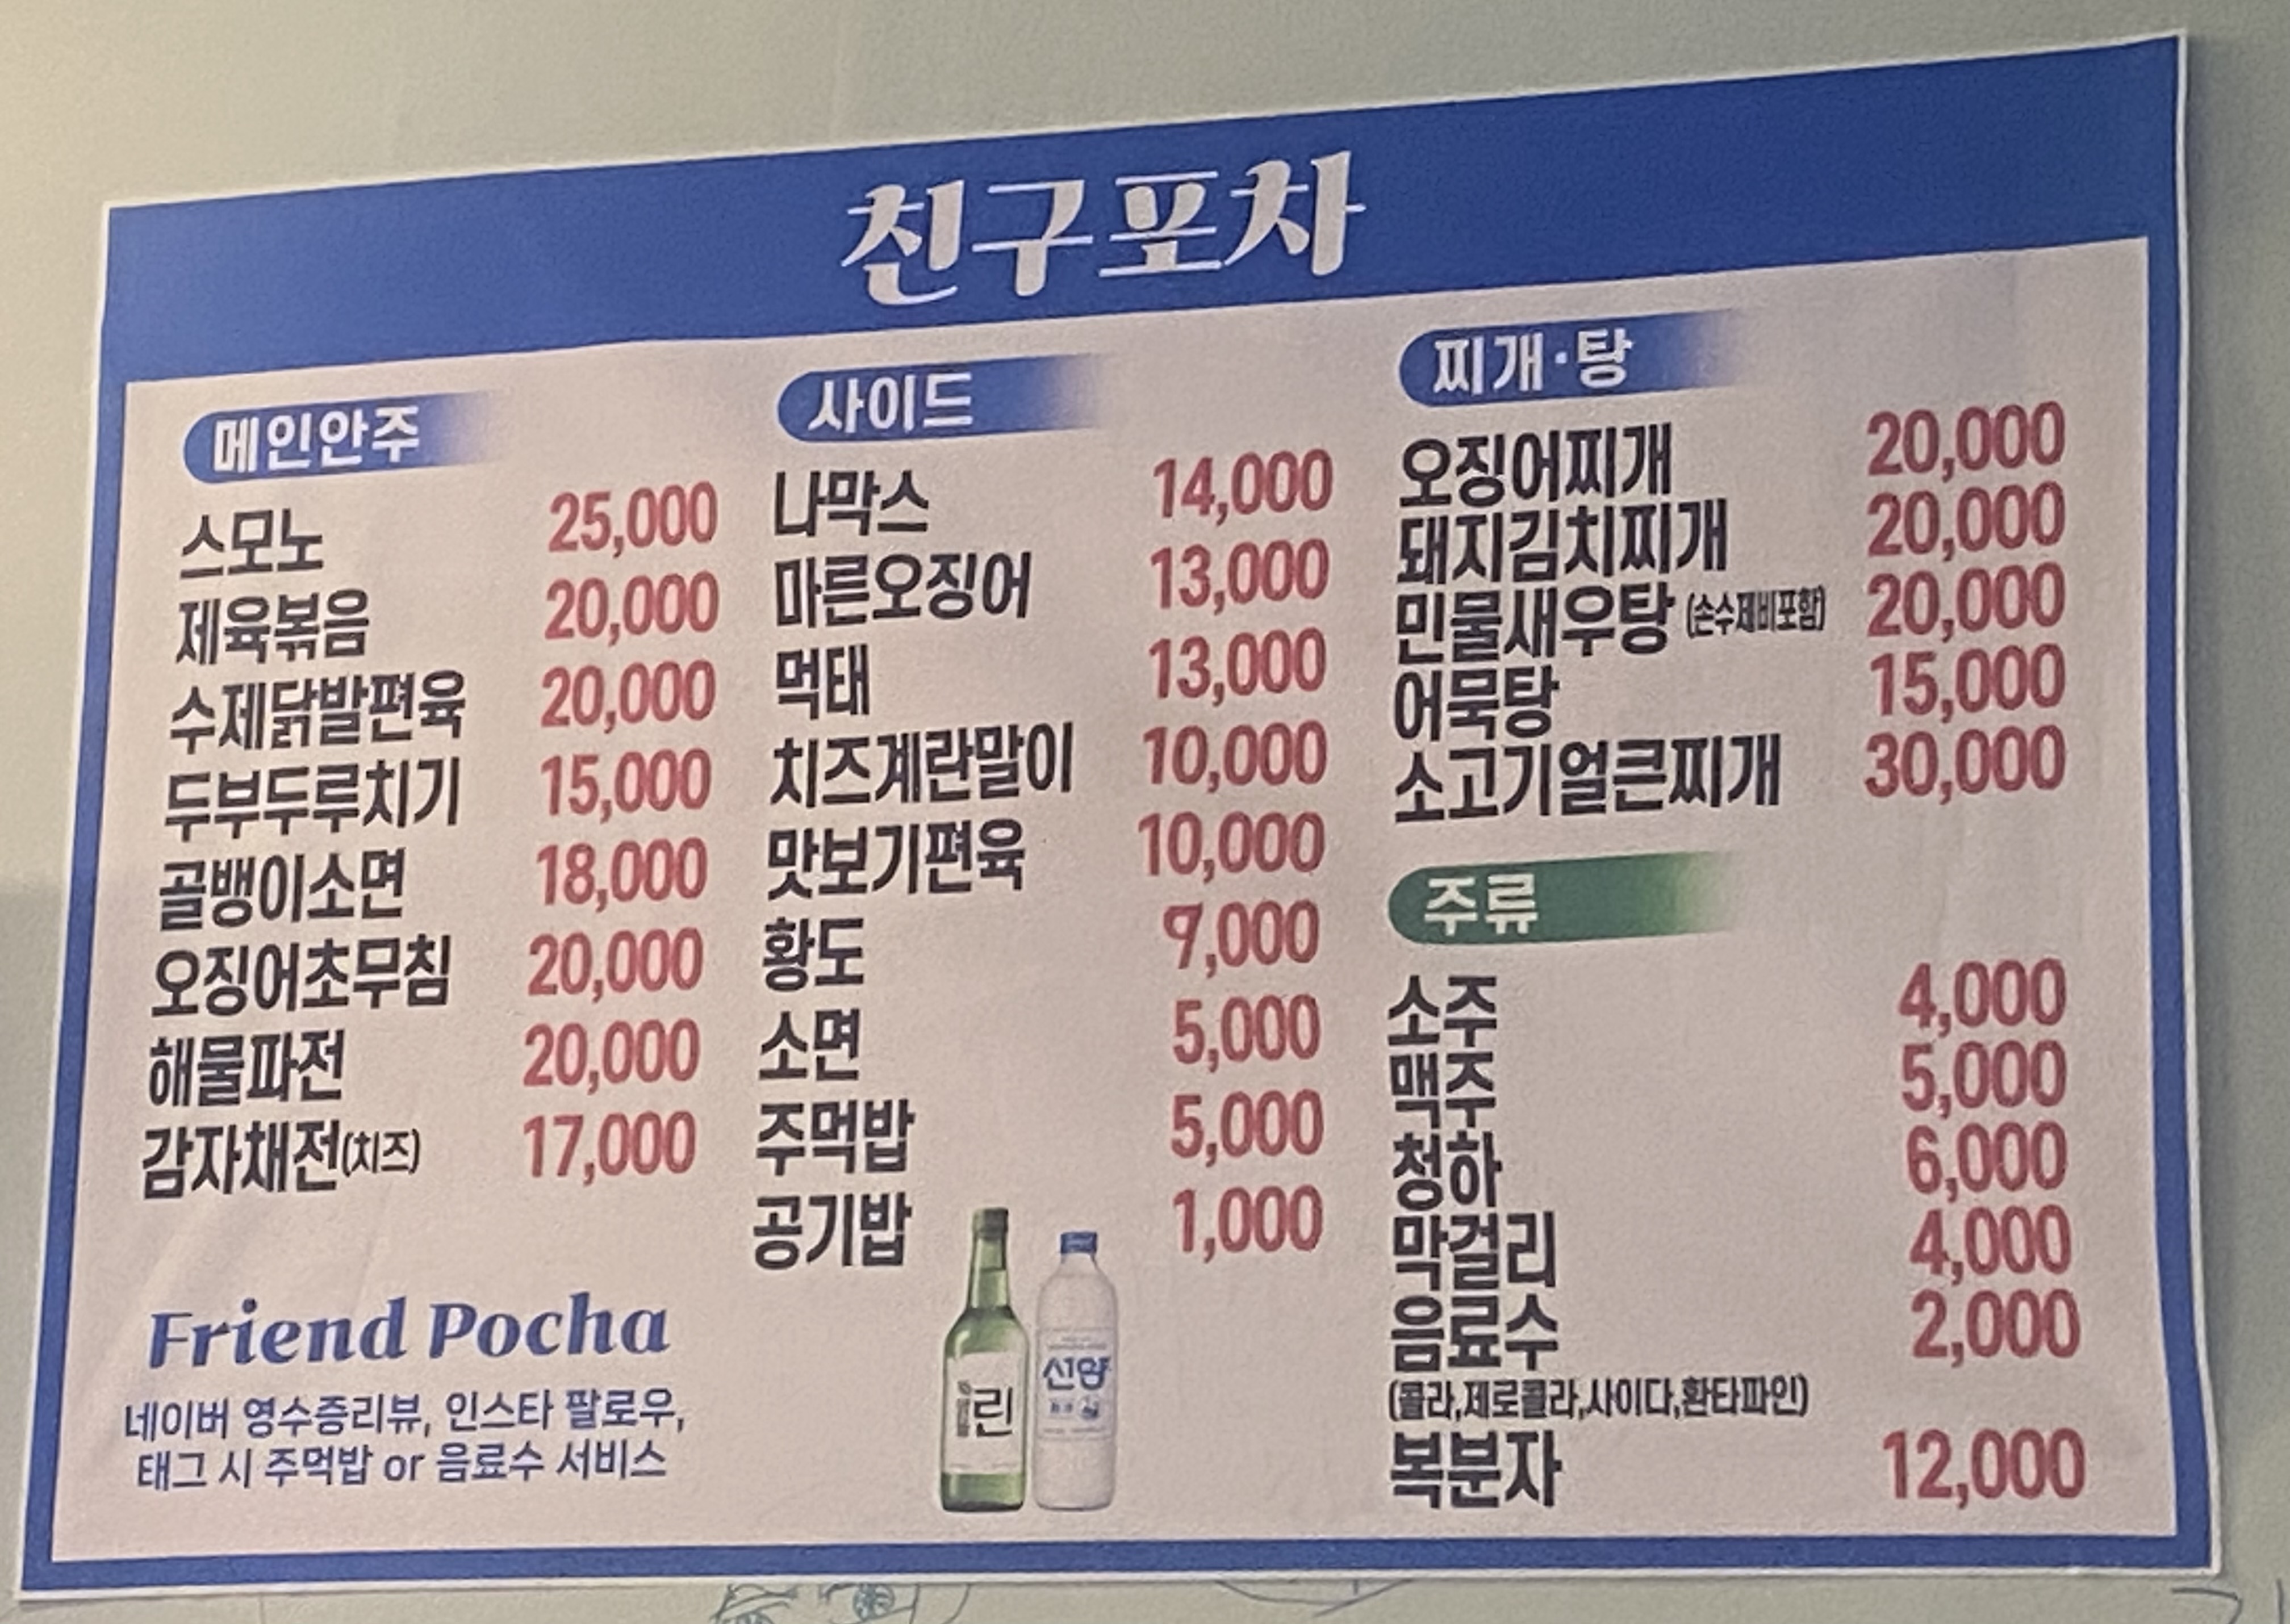 친구포차
메인안주
스모노 25,000
제육볶음 20,000
수제닭발편육 20,000
두부두루치기 15,000
골뱅이소면 18,000
오징어초무침 20,000
해물파전 20,000
감자채전(치즈) 17,000
사이드
나막스 14,000
마른오징어 13,000
먹태 13,000
치즈계란말이 10,000
맛보기편육 10,000
황도 9,000
소면 5,000
주먹밥 5,000
공기밥 1,000
찌개·탕
오징어찌개 20,000
돼지김치찌개 20,000
민물새우탕 (손수제비포함) 20,000
어묵탕 15,000
소고기얼큰찌개 30,000
주류
소주 4,000
맥주 5,000
청하 6,000
막걸리 4,000
음료수 2,000
(콜라,제로콜라,사이다,환타파인)
복분자 12,000
Friend Pocha
네이버 영수증리뷰, 인스타 팔로우,
태그 시 주먹밥 or 음료수 서비스
린
신양